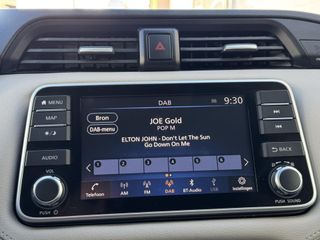 MENU
MAP
AUDIO
VOL
PUSH
DAB
9:30
Bron
DAB-menu
JOE Gold
POP M
ELTON JOHN - Don't Let The Sun
Go Down On Me
1 2 3 4 5 6
Telefoon AM FM DAB BT-Audio USB Instellingen
BACK
SOUND
PUSH